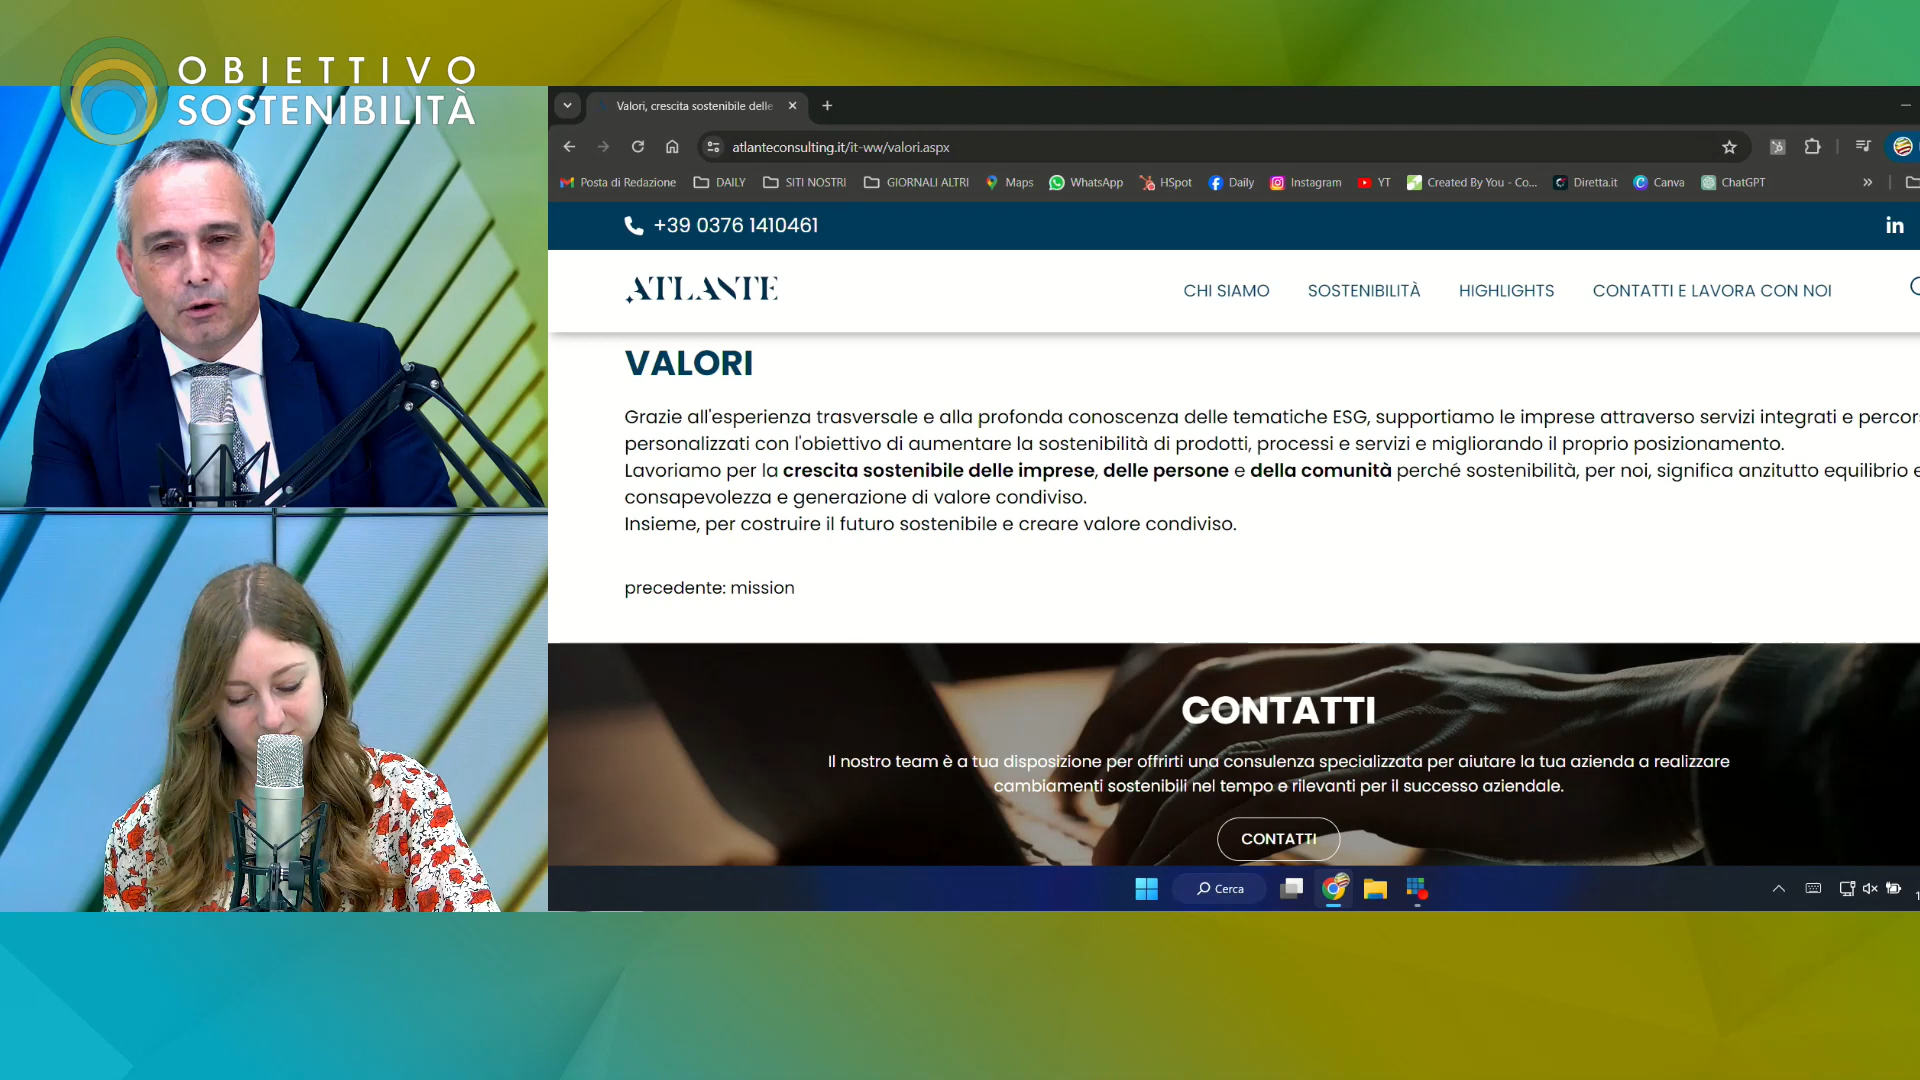 OBIETTIVO
SOSTENIBILITÀ
Valori, crescita sostenibile delle
atlanteconsulting.it/it-ww/valori.aspx
Posta di Redazione DAILY SITI NOSTRI GIORNALI ALTRI Maps WhatsApp HSpot Daily Instagram YT Created By You - Co... Diretta.it Canva ChatGPT
+39 0376 1410461
in
ATLANTE
CHI SIAMO SOSTENIBILITÀ HIGHLIGHTS CONTATTI E LAVORA CON NOI
VALORI
Grazie all'esperienza trasversale e alla profonda conoscenza delle tematiche ESG, supportiamo le imprese attraverso servizi integrati e percors
personalizzati con l'obiettivo di aumentare la sostenibilità di prodotti, processi e servizi e migliorando il proprio posizionamento.
Lavoriamo per la crescita sostenibile delle imprese, delle persone e della comunità perché sostenibilità, per noi, significa anzitutto equilibrio e
consapevolezza e generazione di valore condiviso.
Insieme, per costruire il futuro sostenibile e creare valore condiviso.
precedente: mission
CONTATTI
Il nostro team è a tua disposizione per offrirti una consulenza specializzata per aiutare la tua azienda a realizzare
cambiamenti sostenibili nel tempo e rilevanti per il successo aziendale.
CONTATTI
Cerca